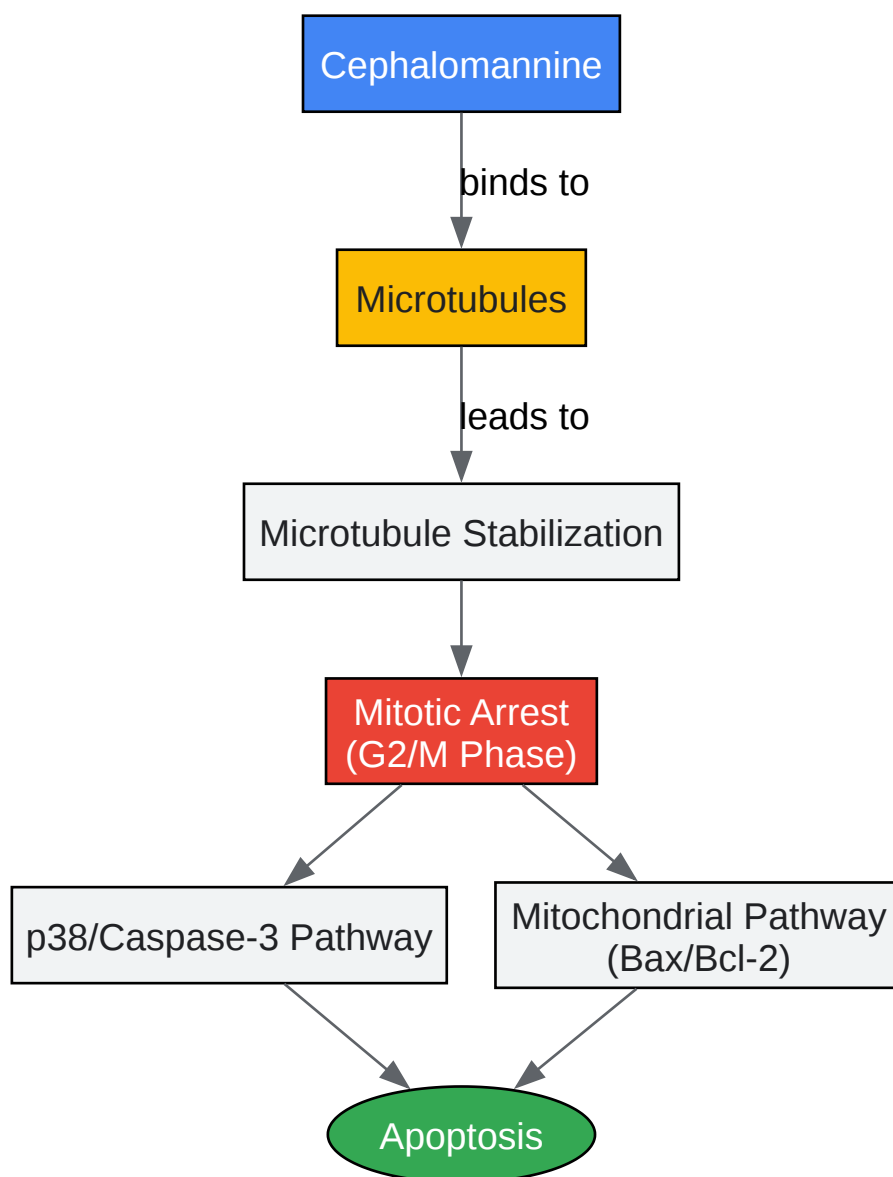 Cephalomannine
binds to
Microtubules
leads to
Microtubule Stabilization
Mitotic Arrest
(G2/M Phase)
p38/Caspase-3 Pathway
Mitochondrial Pathway
(Bax/Bcl-2)
Apoptosis